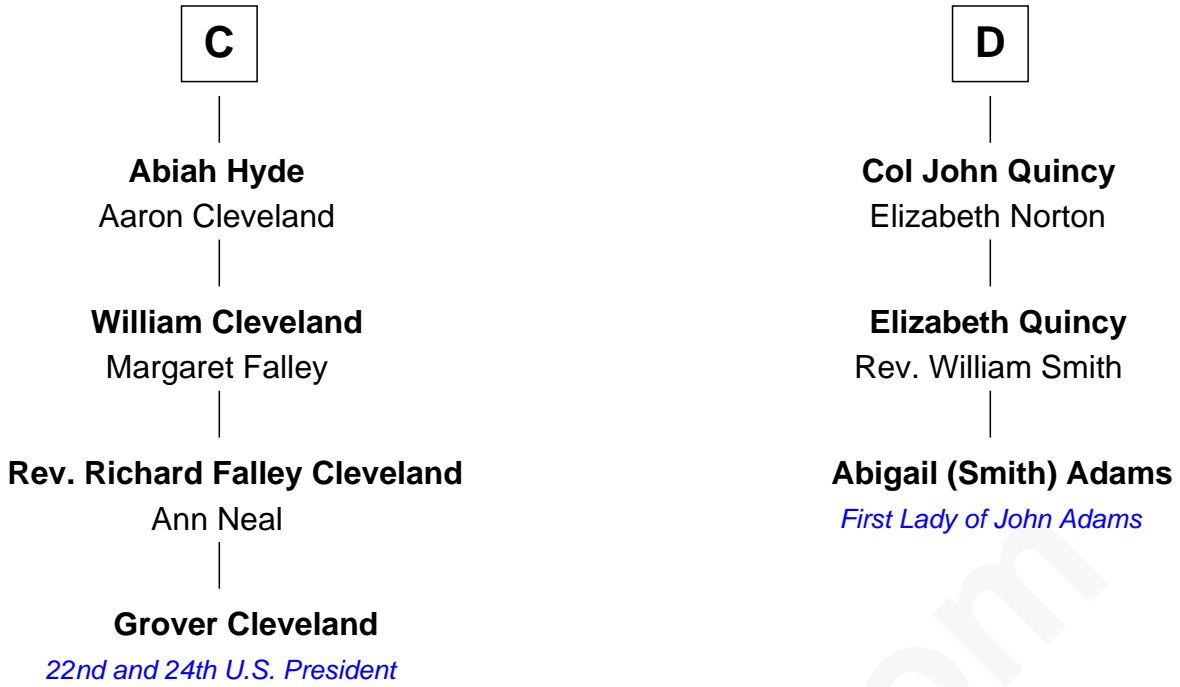 C
Abiah Hyde
Aaron Cleveland
William Cleveland
Margaret Falley
Rev. Richard Falley Cleveland
Ann Neal
Grover Cleveland
22nd and 24th U.S. President
D
Col John Quincy
Elizabeth Norton
Elizabeth Quincy
Rev. William Smith
Abigail (Smith) Adams
First Lady of John Adams
om